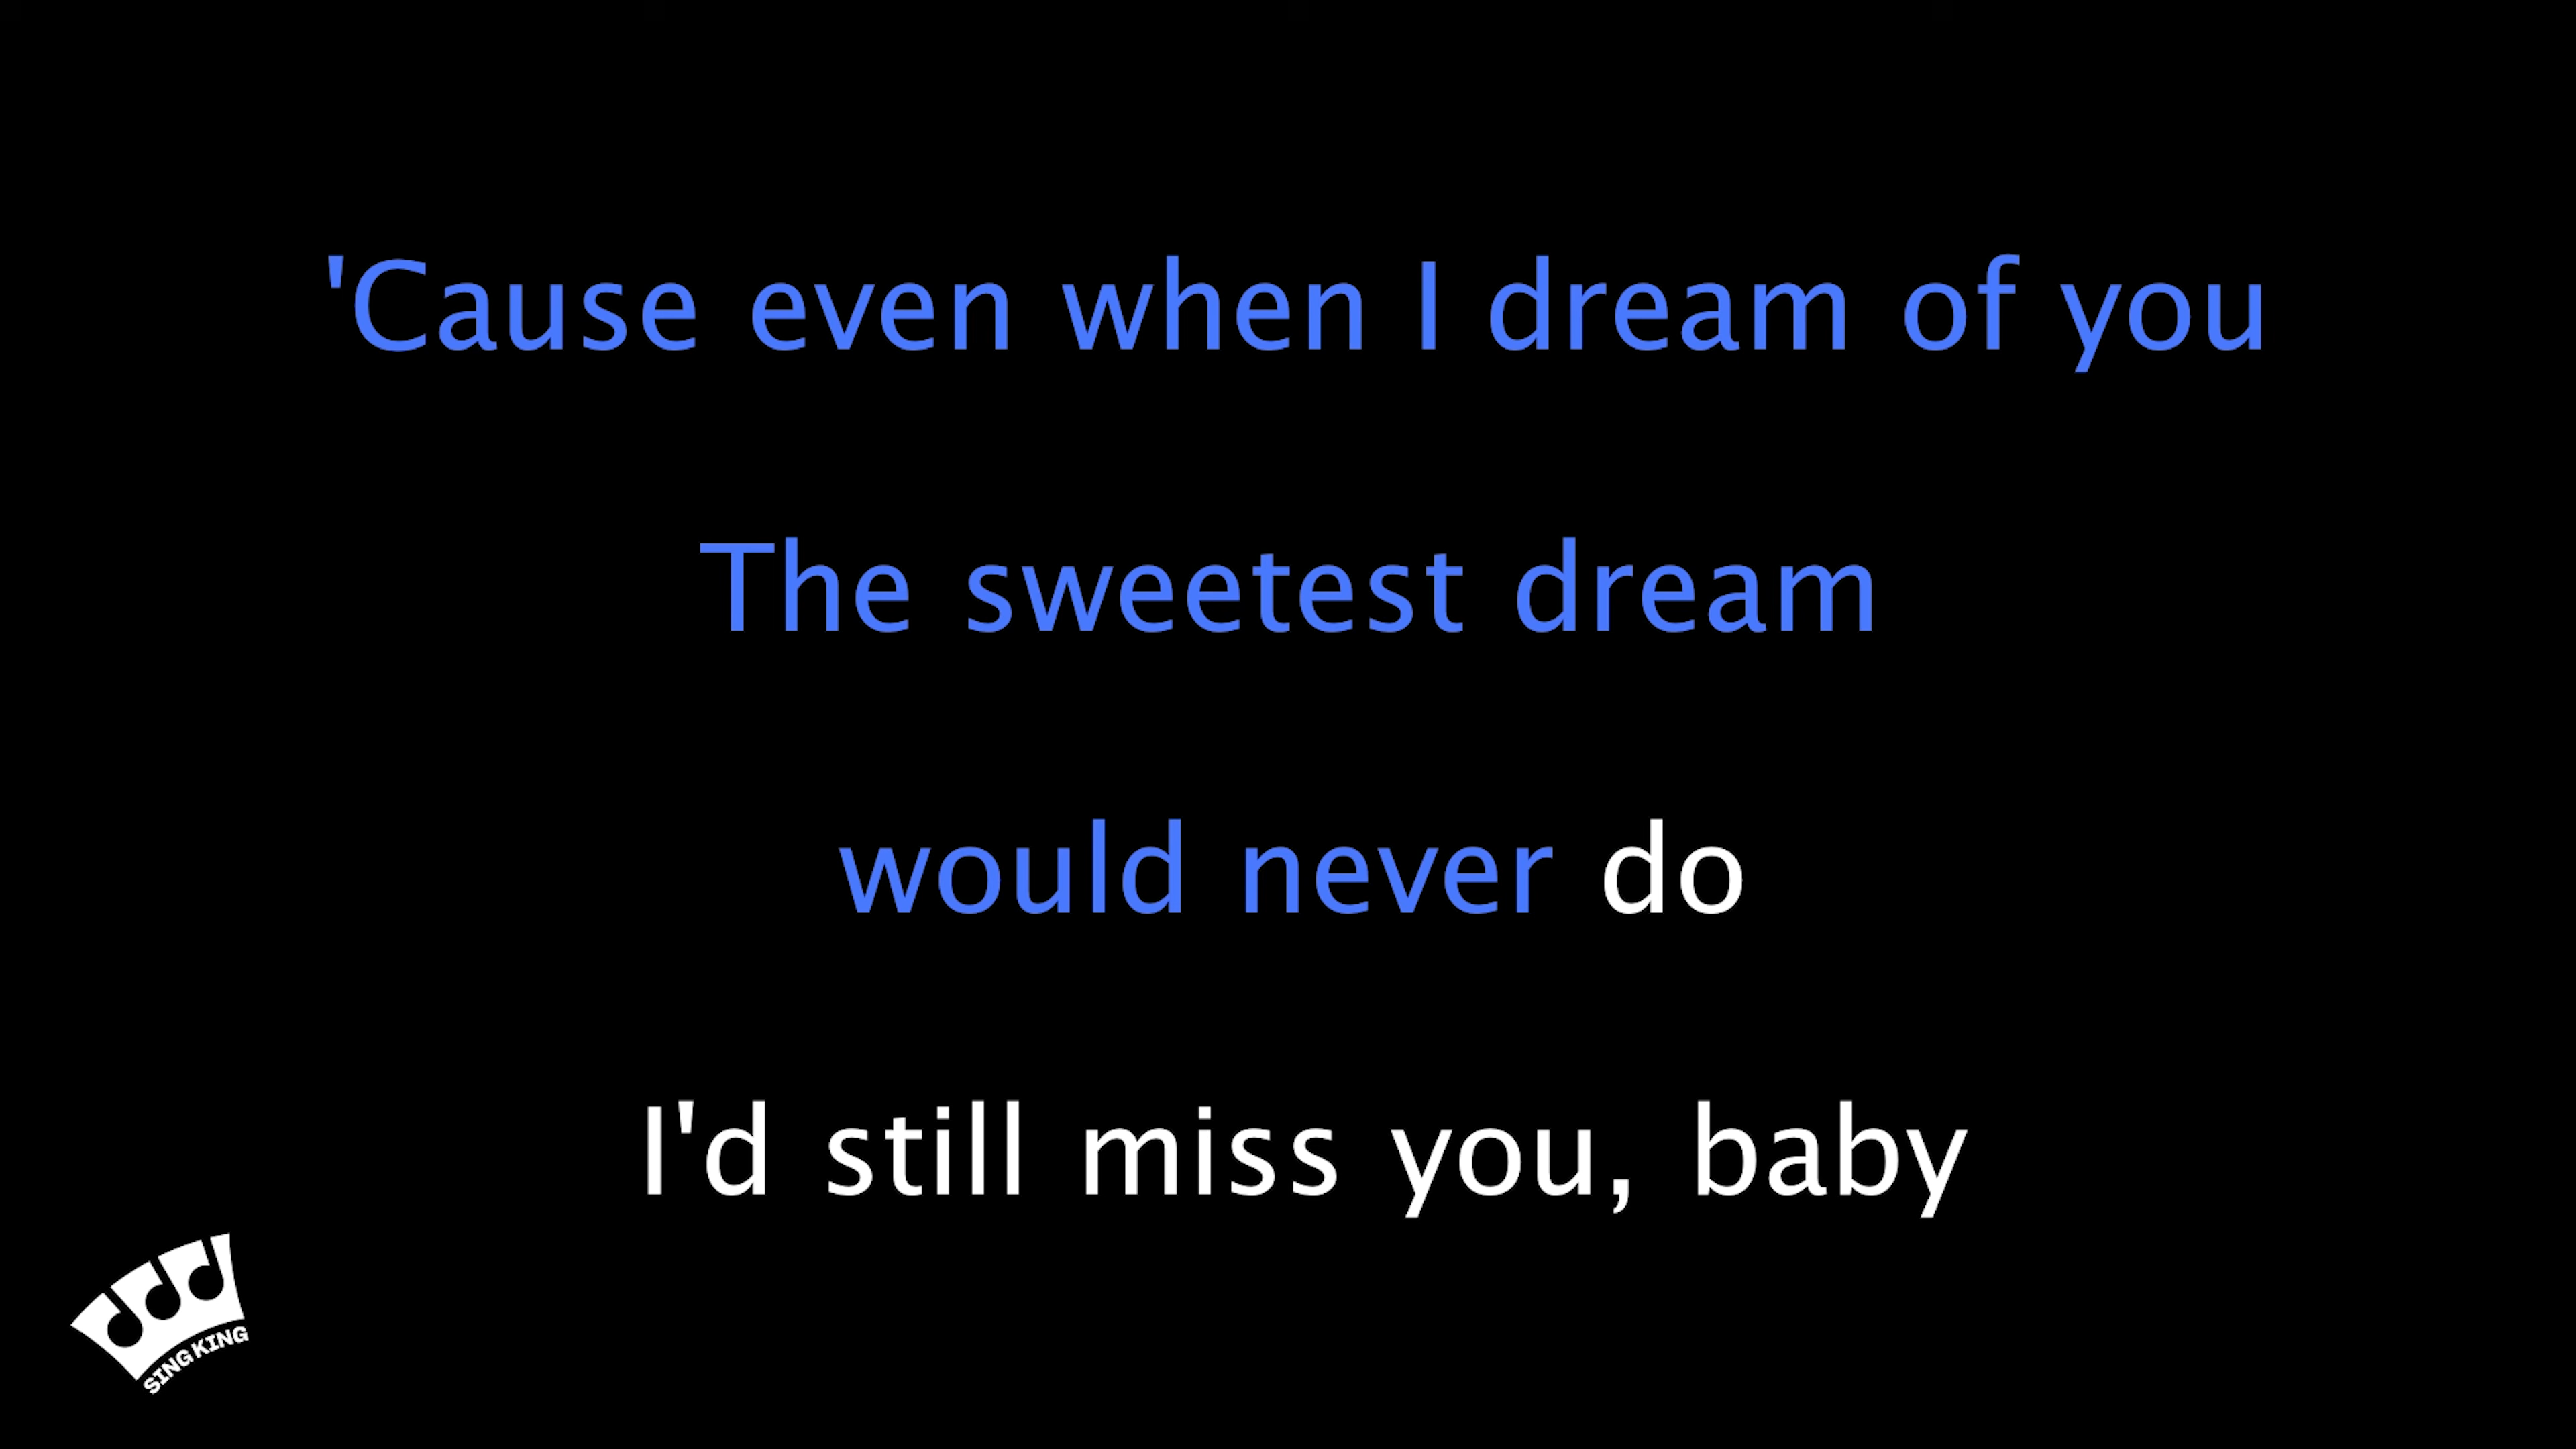 'Cause even when I dream of you
The sweetest dream
would never do
I'd still miss you, baby
SING KING